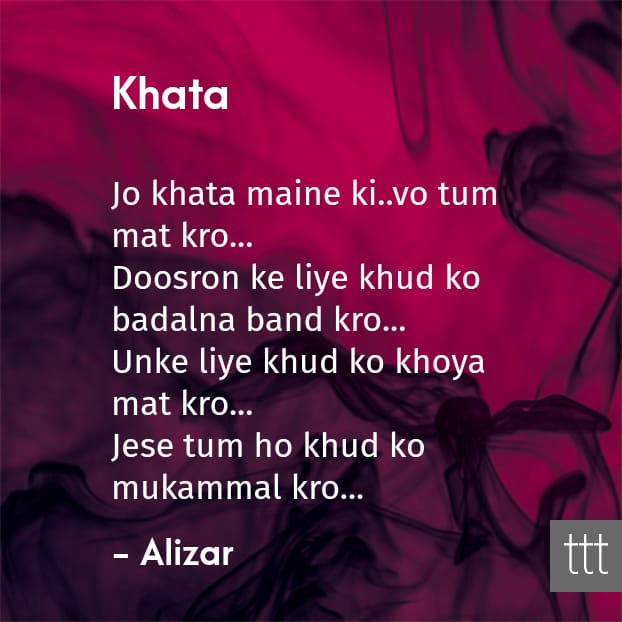 Khata
Jo khata maine ki..vo tum
mat kro...
Doosron ke liye khud ko
badalna band kro...
Unke liye khud ko khoya
mat kro...
Jese tum ho khud ko
mukammal kro...
- Alizar
ttt